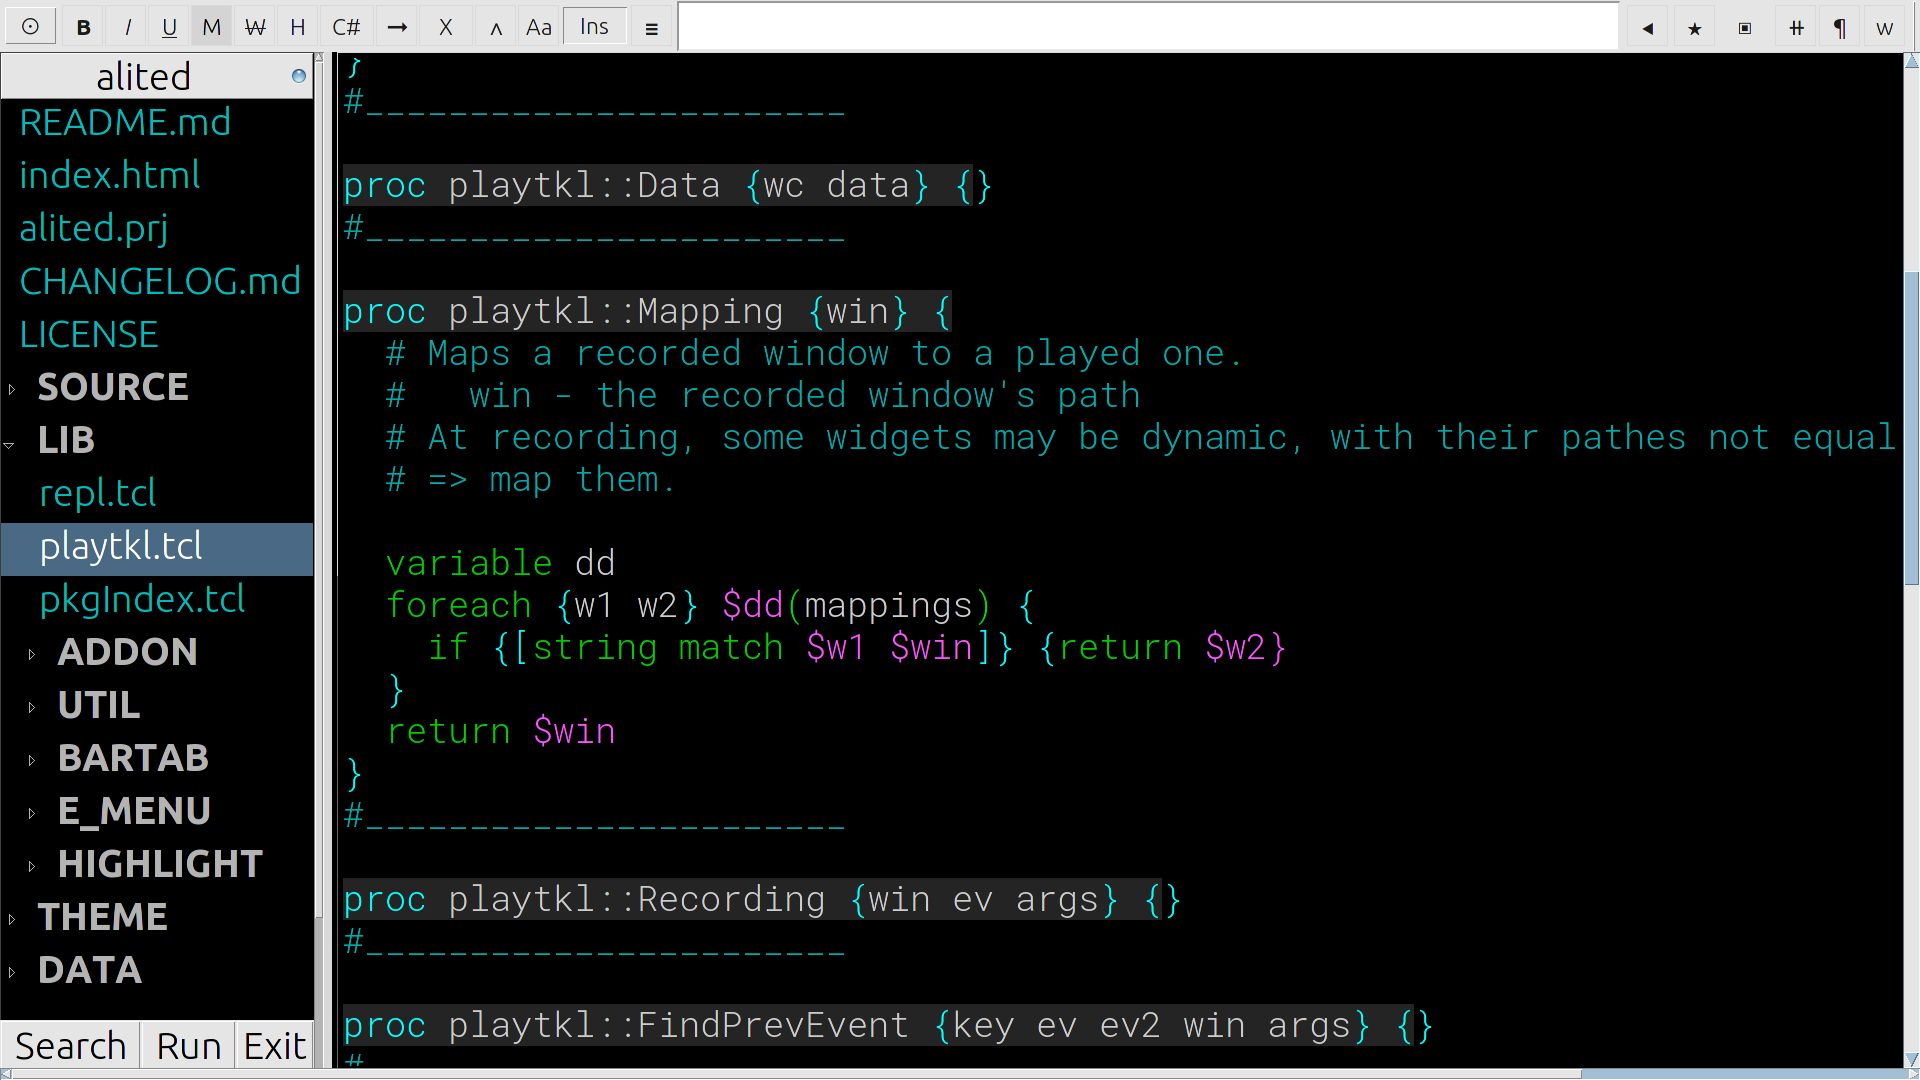 ⊙ B I U M W H C# → X ʌ Aa Ins ≡ ◀ ★ ▣ ⧺ ¶ w
alited
README.md
index.html
alited.prj
CHANGELOG.md
LICENSE
SOURCE
LIB
repl.tcl
playtkl.tcl
pkgIndex.tcl
ADDON
UTIL
BARTAB
E_MENU
HIGHLIGHT
THEME
DATA
Search Run Exit
}
#_______________________
proc playtkl::Data {wc data} {}
#_______________________
proc playtkl::Mapping {win} {
# Maps a recorded window to a played one.
#   win - the recorded window's path
# At recording, some widgets may be dynamic, with their pathes not equal
# => map them.
variable dd
foreach {w1 w2} $dd(mappings) {
if {[string match $w1 $win]} {return $w2}
}
return $win
}
#_______________________
proc playtkl::Recording {win ev args} {}
#_______________________
proc playtkl::FindPrevEvent {key ev ev2 win args} {}
#